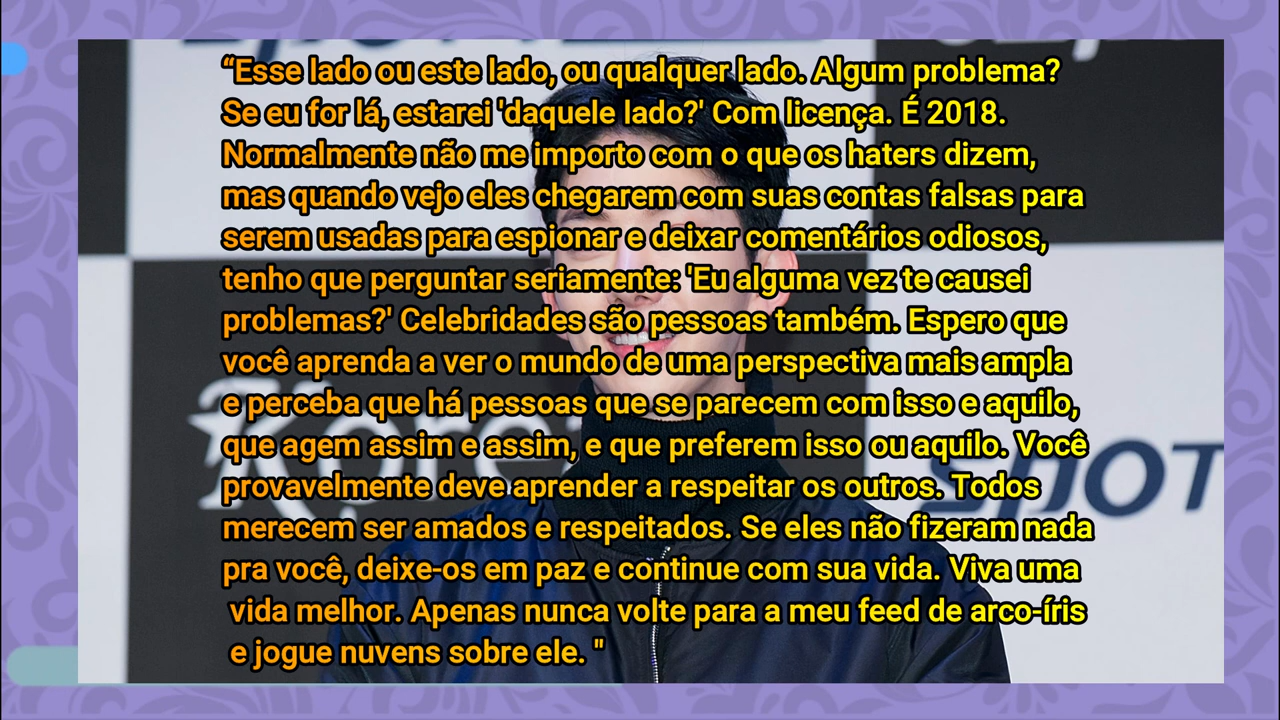 “Esse lado ou este lado, ou qualquer lado. Algum problema?
Se eu for lá, estarei 'daquele lado?' Com licença. É 2018.
Normalmente não me importo com o que os haters dizem,
mas quando vejo eles chegarem com suas contas falsas para
serem usadas para espionar e deixar comentários odiosos,
tenho que perguntar seriamente: 'Eu alguma vez te causei
problemas?' Celebridades são pessoas também. Espero que
você aprenda a ver o mundo de uma perspectiva mais ampla
e perceba que há pessoas que se parecem com isso e aquilo,
que agem assim e assim, e que preferem isso ou aquilo. Você
provavelmente deve aprender a respeitar os outros. Todos
merecem ser amados e respeitados. Se eles não fizeram nada
pra você, deixe-os em paz e continue com sua vida. Viva uma
vida melhor. Apenas nunca volte para a meu feed de arco-íris
e jogue nuvens sobre ele. "